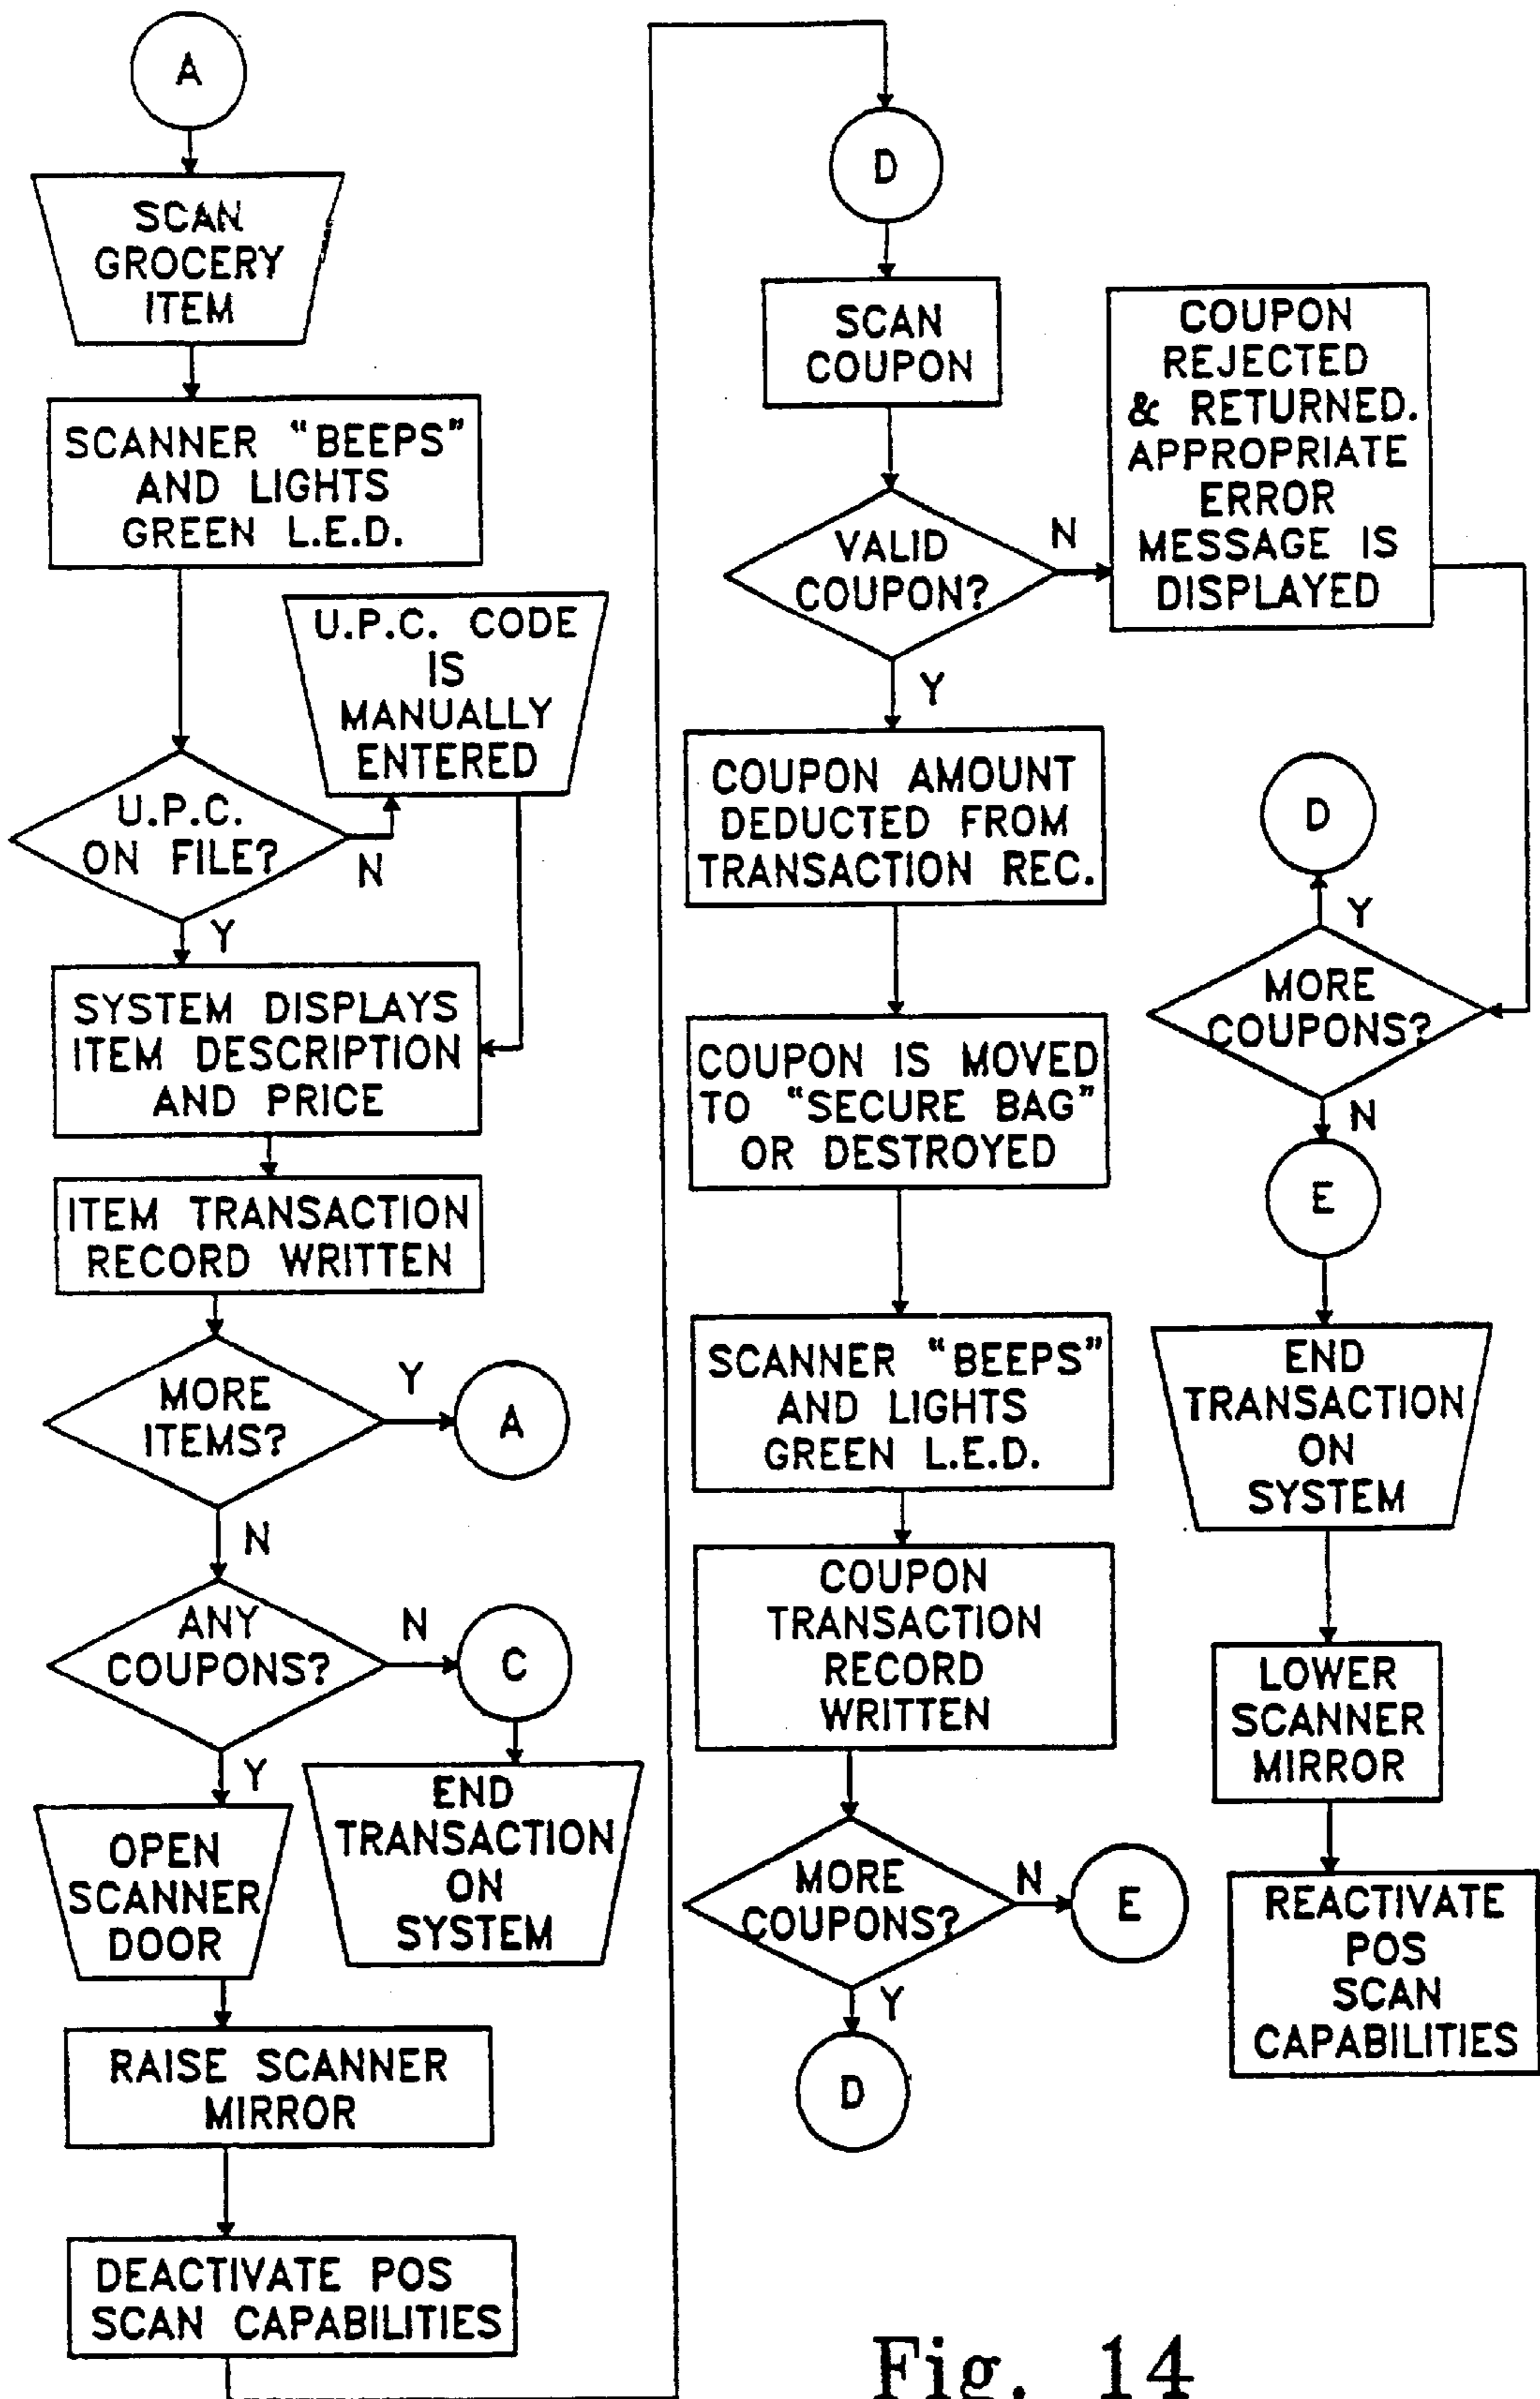 A
SCAN
GROCERY
ITEM
SCANNER "BEEPS"
AND LIGHTS
GREEN L.E.D.
U.P.C. CODE
IS
MANUALLY
ENTERED
U.P.C.
ON FILE?
N
Y
SYSTEM DISPLAYS
ITEM DESCRIPTION
AND PRICE
ITEM TRANSACTION
RECORD WRITTEN
MORE
ITEMS?
Y
A
N
ANY
COUPONS?
N
C
Y
END
TRANSACTION
ON
SYSTEM
OPEN
SCANNER
DOOR
RAISE SCANNER
MIRROR
DEACTIVATE POS
SCAN CAPABILITIES
D
SCAN
COUPON
VALID
COUPON?
N
COUPON
REJECTED
& RETURNED.
APPROPRIATE
ERROR
MESSAGE IS
DISPLAYED
Y
COUPON AMOUNT
DEDUCTED FROM
TRANSACTION REC.
COUPON IS MOVED
TO "SECURE BAG"
OR DESTROYED
SCANNER "BEEPS"
AND LIGHTS
GREEN L.E.D.
COUPON
TRANSACTION
RECORD
WRITTEN
MORE
COUPONS?
N
E
Y
D
D
Y
MORE
COUPONS?
N
E
END
TRANSACTION
ON
SYSTEM
LOWER
SCANNER
MIRROR
REACTIVATE
POS
SCAN
CAPABILITIES
Fig. 14